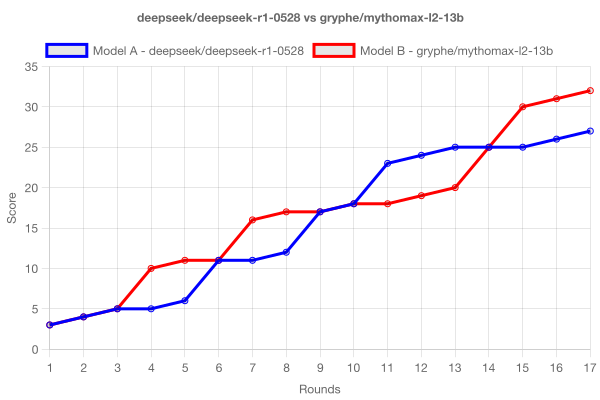 deepseek/deepseek-r1-0528 vs gryphe/mythomax-l2-13b
Model A - deepseek/deepseek-r1-0528 Model B - gryphe/mythomax-l2-13b
35
30
25
20
15
10
5
0
Score
1 2 3 4 5 6 7 8 9 10 11 12 13 14 15 16 17
Rounds